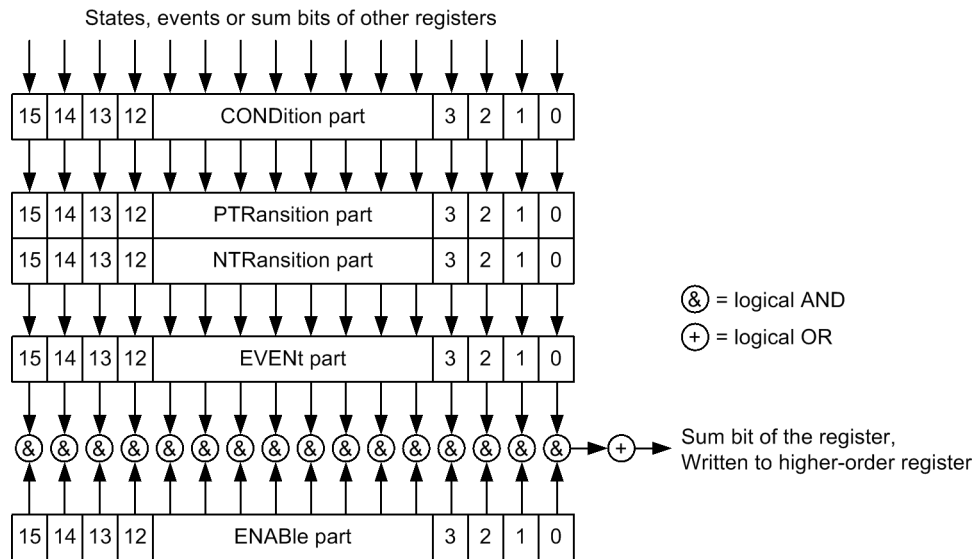 States, events or sum bits of other registers
15 14 13 12 CONDition part 3 2 1 0
15 14 13 12 PTRansition part 3 2 1 0
15 14 13 12 NTRansition part 3 2 1 0
& = logical AND
+ = logical OR
15 14 13 12 EVENt part 3 2 1 0
& & & & & & & & & & & & & & & & +
Sum bit of the register,
Written to higher-order register
15 14 13 12 ENABle part 3 2 1 0